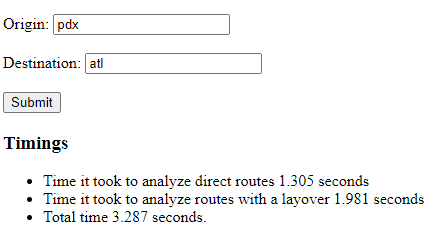 Origin: pdx
Destination: atl
Submit
Timings
• Time it took to analyze direct routes 1.305 seconds
• Time it took to analyze routes with a layover 1.981 seconds
• Total time 3.287 seconds.